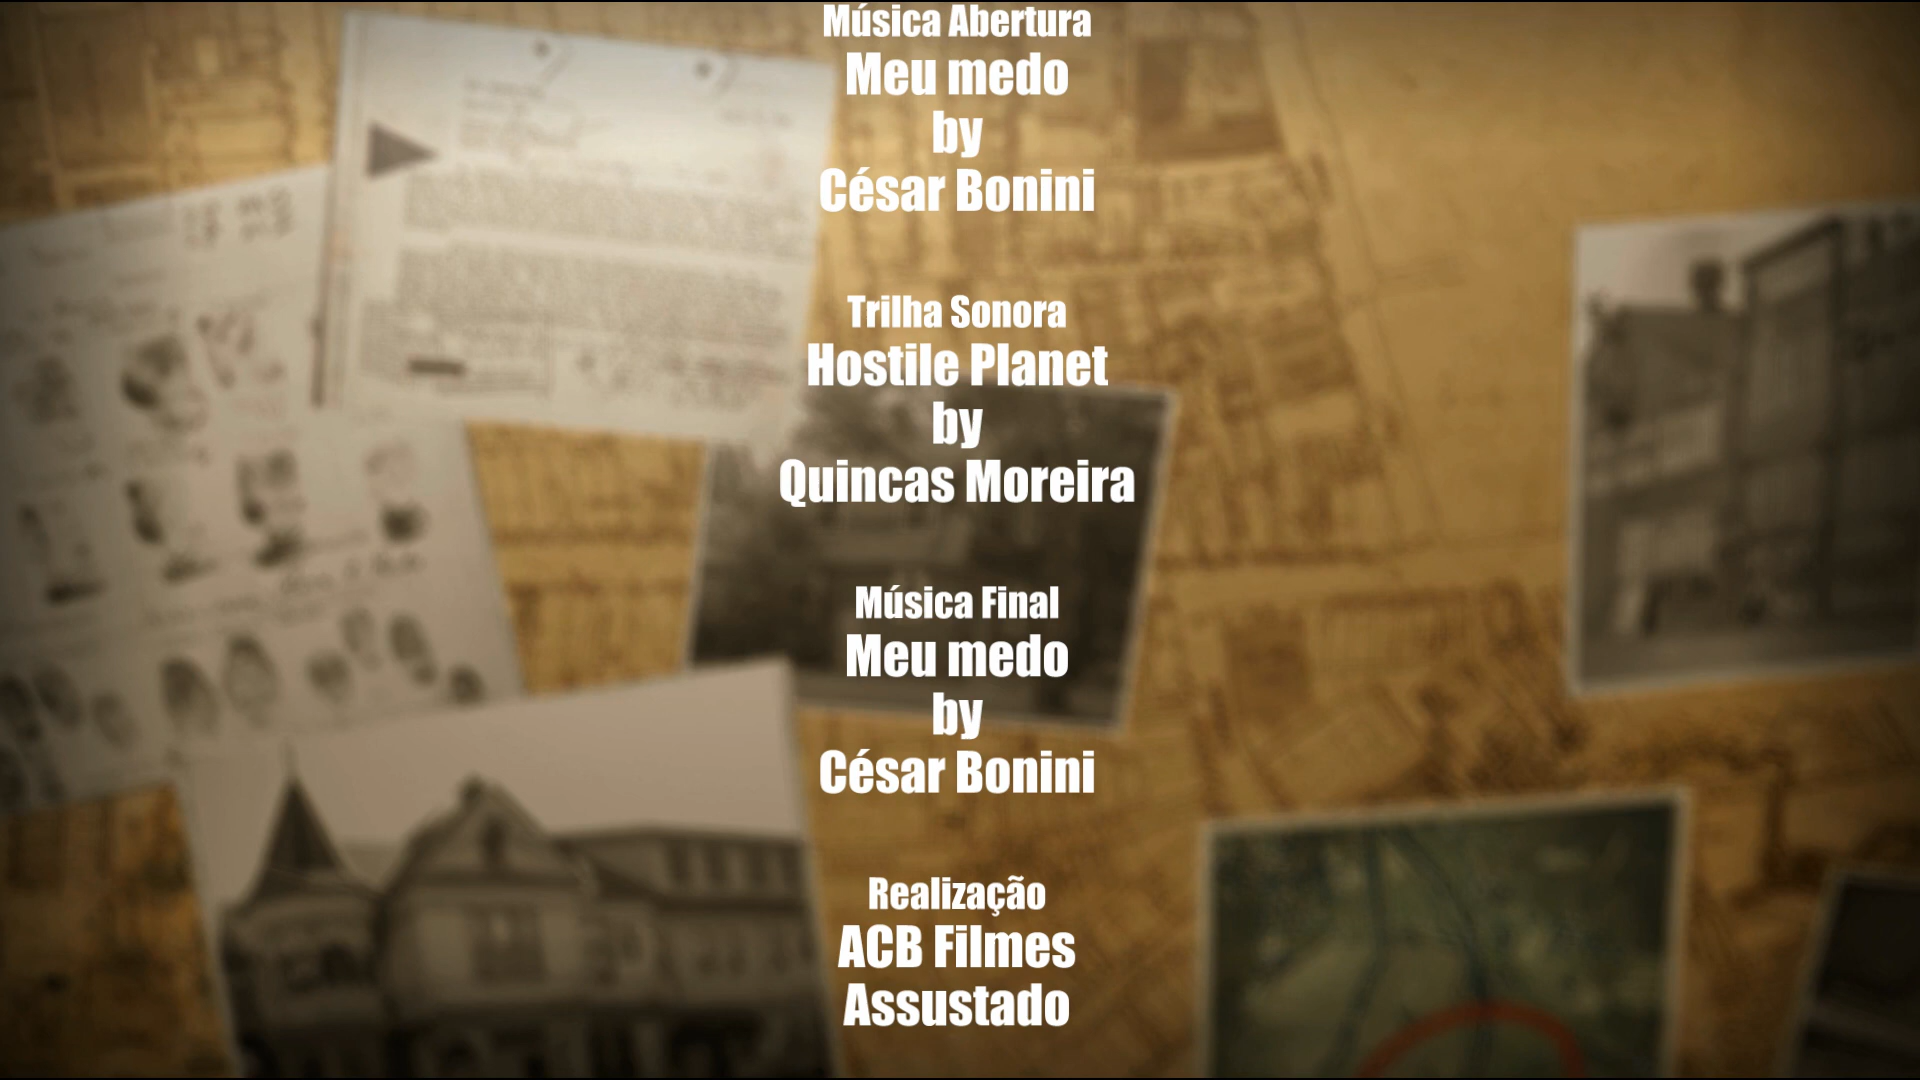 Música Abertura
Meu medo
by
César Bonini
Trilha Sonora
Hostile Planet
by
Quincas Moreira
Música Final
Meu medo
by
César Bonini
Realização
ACB Filmes
Assustado